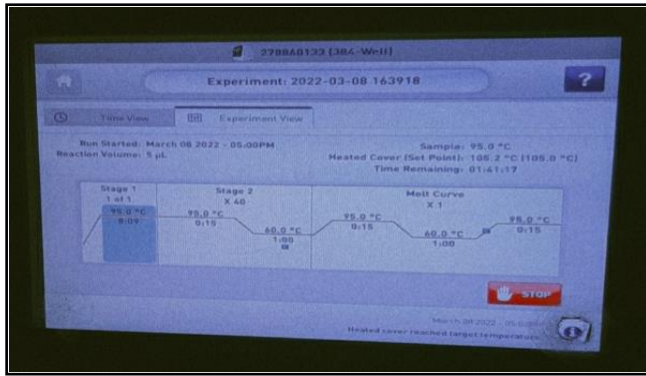 278860133 (384-Well)
Experiment: 2022-03-08 163918
?
Time View
Experiment View
Run Started: March 08 2022 - 05:00PM
Reaction Volume: 5 µL
Sample: 95.0 °C
Heated Cover (Set Point): 105.2 °C (105.0 °C)
Time Remaining: 01:41:17
Stage 1
1 of 1
95.0 °C
Stage 2
X 40
95.0 °C
0:15
60.0 °C
1:00
Melt Curve
X 1
95.0 °C
0:15
60.0 °C
1:00
95.0 °C
0:15
STOP
March 08 2022
Heated cover reached target temperature